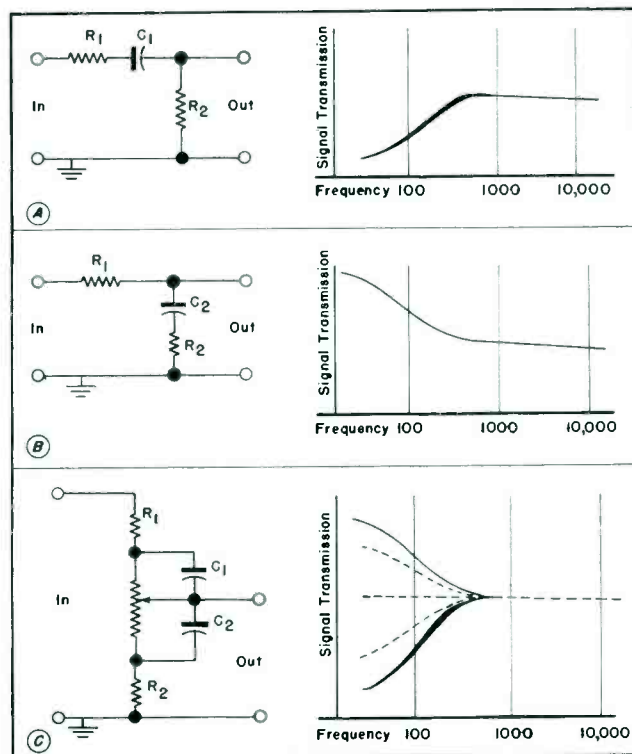 R1 C1
R2
In Out
A
Signal Transmission
Frequency 100 1000 10,000
R1
C2
R2
In Out
B
Signal Transmission
Frequency 100 1000 10,000
R1
C1
In
C2
Out
R2
C
Signal Transmission
100 1000 10,000